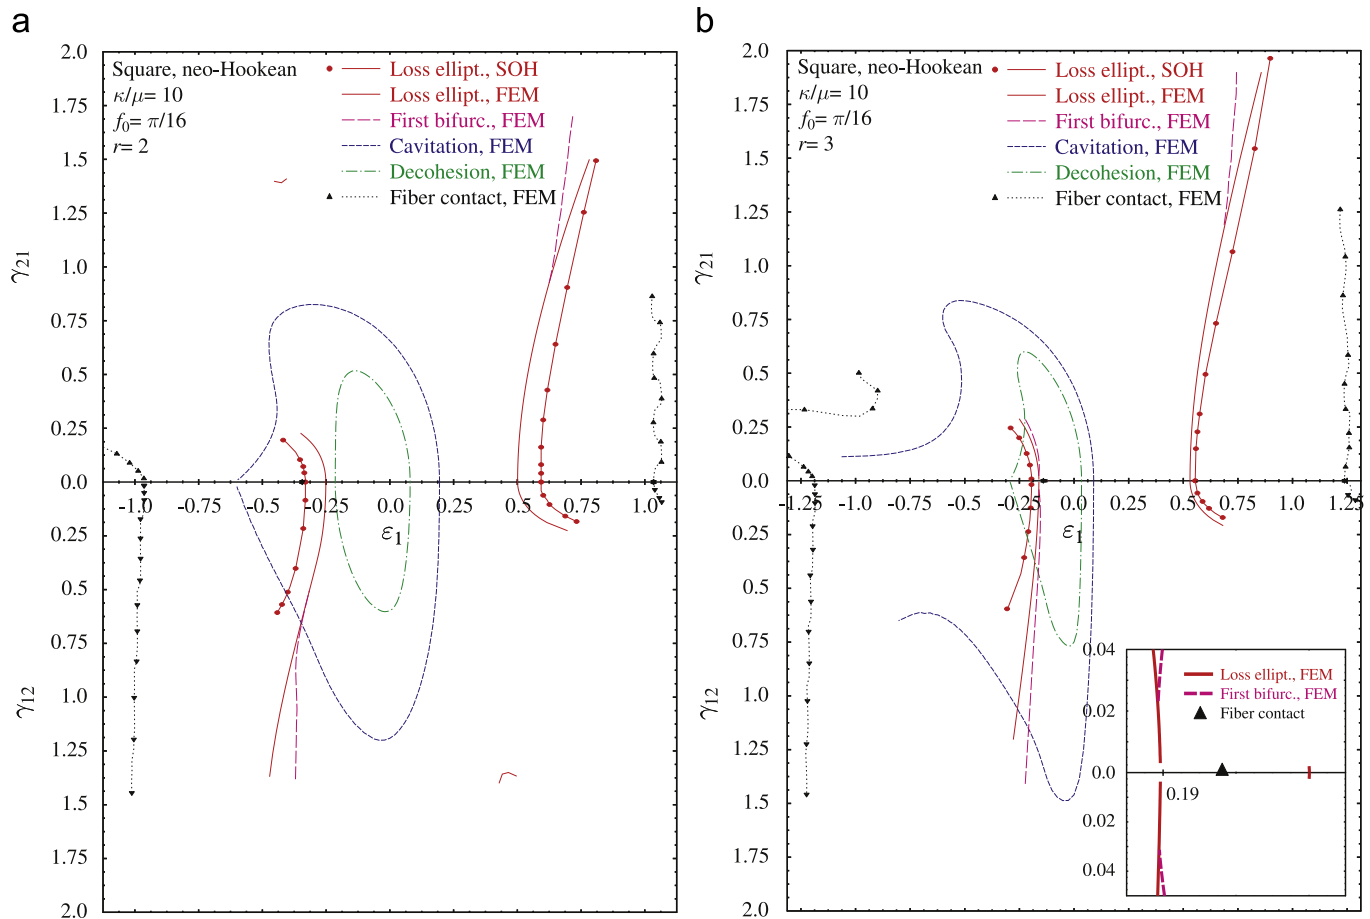 a
2.0
Square, neo-Hookean
κ/μ= 10
f0= π/16
r= 2
Loss ellipt., SOH
Loss ellipt., FEM
First bifurc., FEM
Cavitation, FEM
Decohesion, FEM
Fiber contact, FEM
1.75
1.5
1.25
1.0
0.75
0.5
0.25
0.0
γ21
-1.0 -0.75 -0.5 -0.25 0.0 0.25 0.5 0.75 1.0
ε1
0.25
0.5
0.75
1.0
1.25
1.5
1.75
2.0
γ12
b
2.0
Square, neo-Hookean
κ/μ= 10
f0= π/16
r= 3
Loss ellipt., SOH
Loss ellipt., FEM
First bifurc., FEM
Cavitation, FEM
Decohesion, FEM
Fiber contact, FEM
1.75
1.5
1.25
1.0
0.75
0.5
0.25
0.0
γ21
-1.25 -1.0 -0.75 -0.5 -0.25 0.0 0.25 0.5 0.75 1.0 1.25
ε1
0.25
0.5
0.75
1.0
1.25
1.5
1.75
2.0
γ12
0.04
0.02
0.0
0.02
0.04
Loss ellipt., FEM
First bifurc., FEM
Fiber contact
0.19